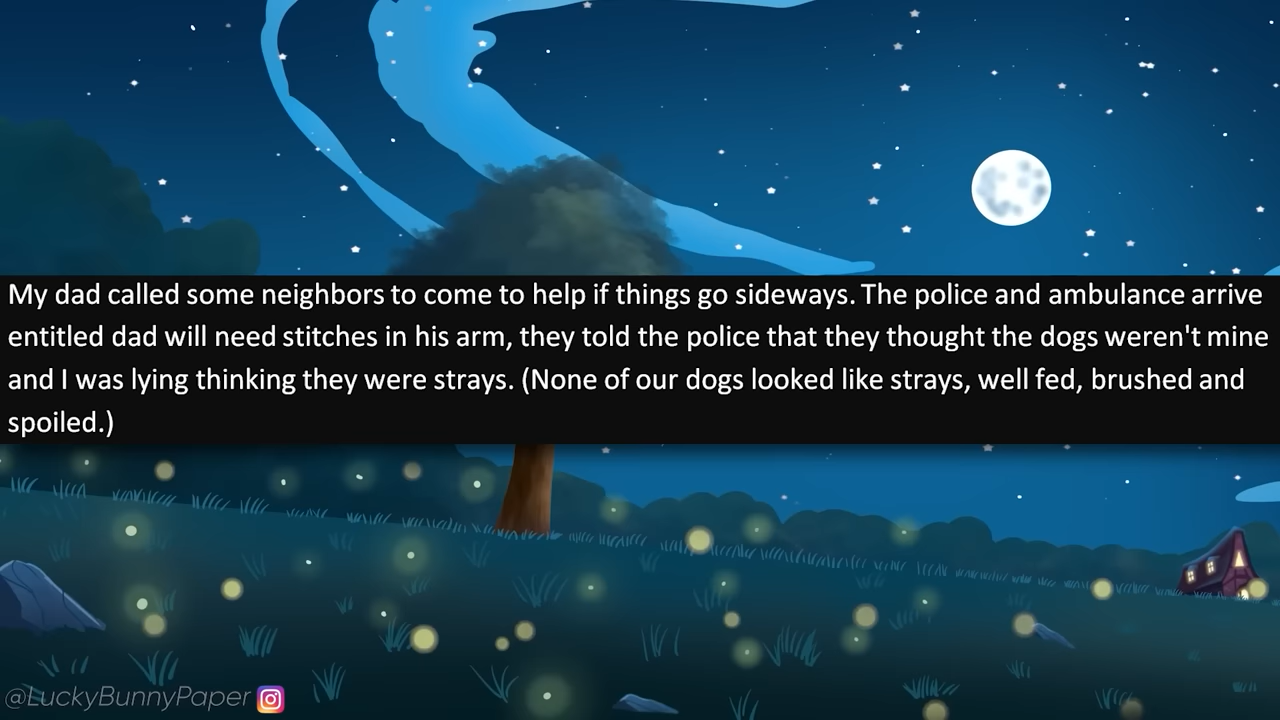 My dad called some neighbors to come to help if things go sideways. The police and ambulance arrive
entitled dad will need stitches in his arm, they told the police that they thought the dogs weren't mine
and I was lying thinking they were strays. (None of our dogs looked like strays, well fed, brushed and
spoiled.)
@LuckyBunnyPaper